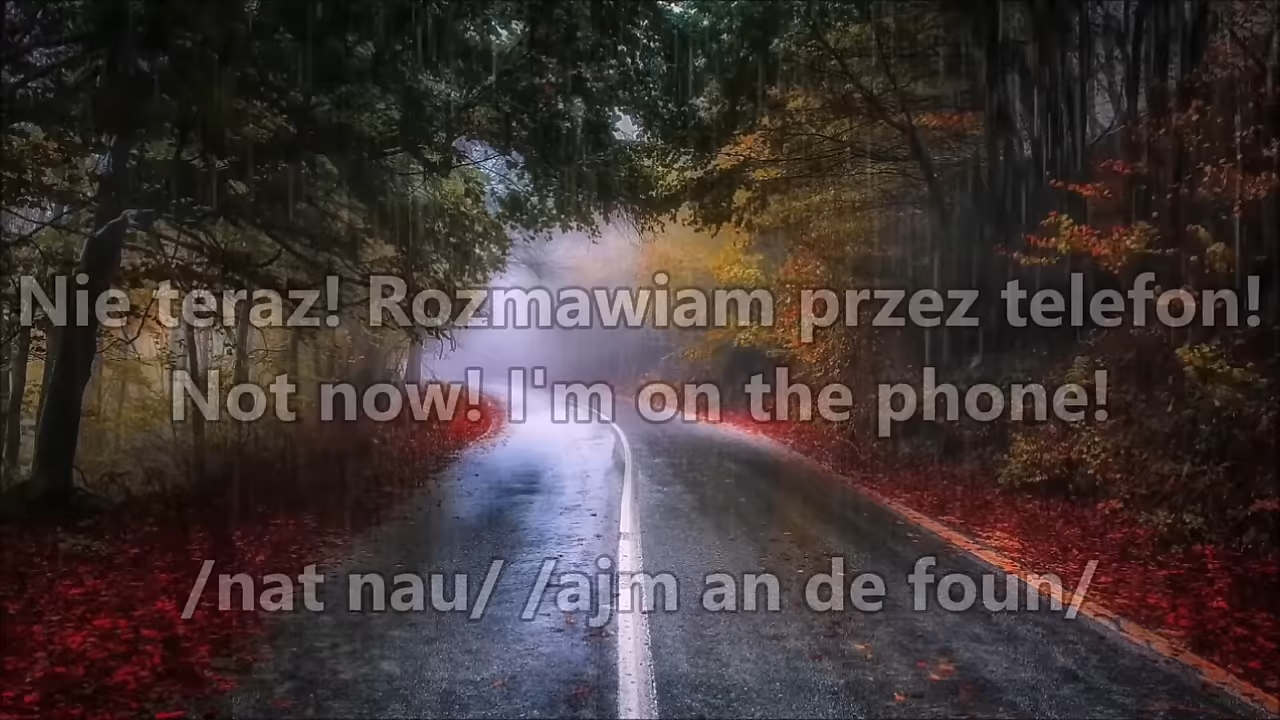 Nie teraz! Rozmawiam przez telefon!
Not now! I'm on the phone!
/nat nau/ /ajm an de foun/